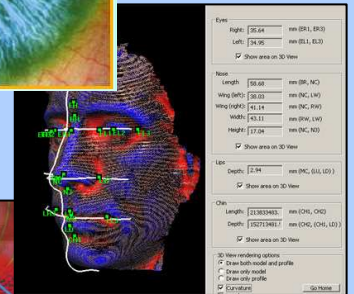 Eyes
Right: 35.64 mm (ER1, ER3)
Left: 34.95 mm (EL1, EL3)
Show area on 3D View
Nose
Length 58.68 mm (BR, NC)
Wing (left): 38.03 mm (NC, LW)
Wing (right): 41.14 mm (NC, RW)
Width: 43.11 mm (RW, LW)
Height: 17.04 mm (NC, N3)
Show area on 3D View
Lips
Depth: 2.94 mm (MC, (LU, LD) )
Show area on 3D View
Chin
Length: 213833483. mm (CH1, CH2)
Depth: 152713481. mm (CH2, (CH1, LD) )
Show area on 3D View
3D View rendering options
Draw both model and profile
Draw only model
Draw only profile
Curvature
Go Home